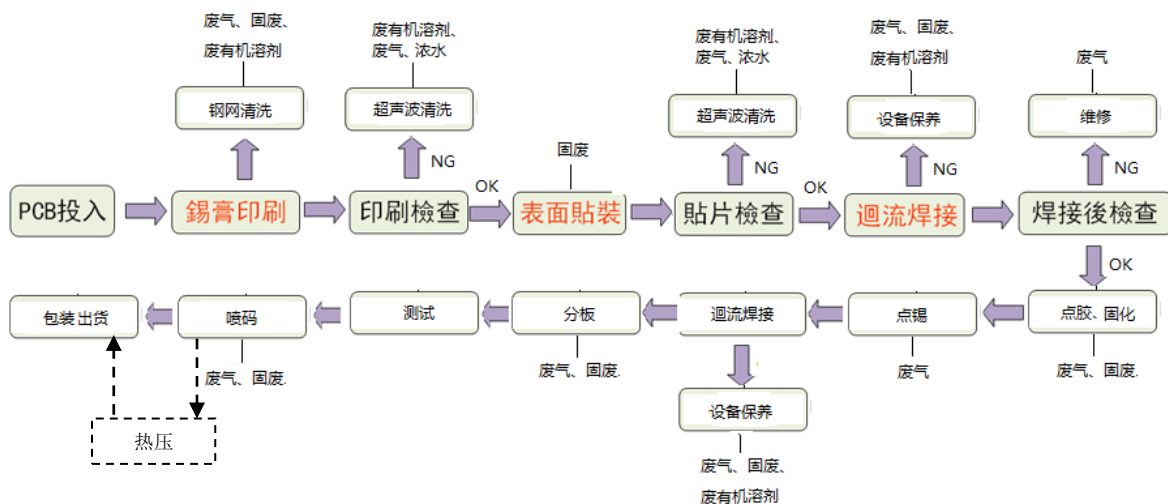 废气、固废、
废有机溶剂
废有机溶剂、
废气、浓水
废有机溶剂、
废气、浓水
废气、固废、
废有机溶剂
废气
钢网清洗
超声波清洗
超声波清洗
设备保养
维修
NG
固废
NG
NG
NG
PCB投入
錫膏印刷
印刷檢查
OK
表面貼裝
貼片檢查
OK
迴流焊接
焊接後檢查
OK
包装出货
喷码
测试
分板
迴流焊接
点锡
点胶、固化
废气、固废.
废气、固废.
废气
废气、固废.
热压
设备保养
废气、固废、
废有机溶剂